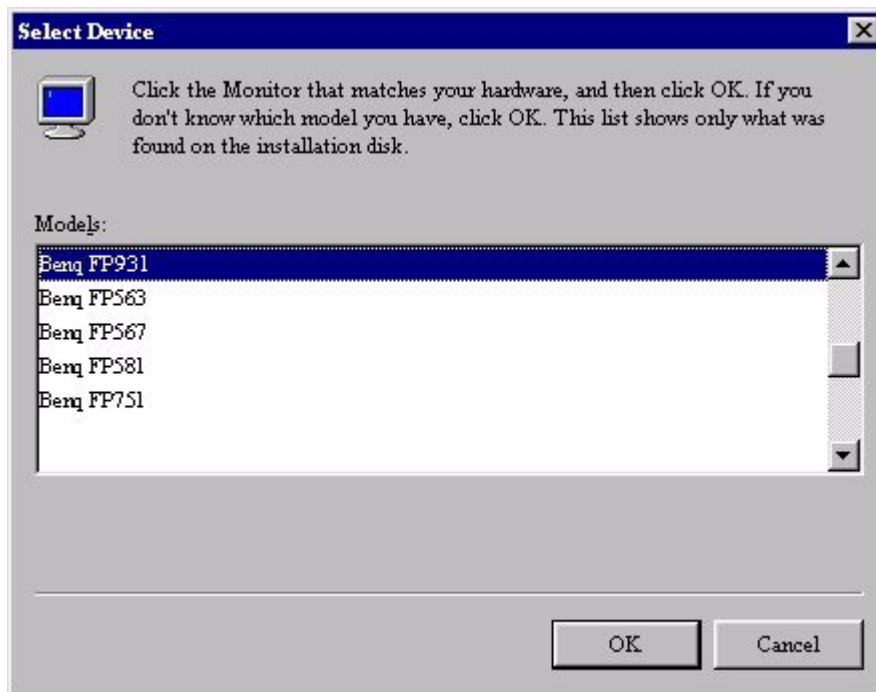 Select Device
Click the Monitor that matches your hardware, and then click OK. If you
don't know which model you have, click OK. This list shows only what was
found on the installation disk.
Models:
Benq FP931
Benq FP563
Benq FP567
Benq FP581
Benq FP751
OK
Cancel